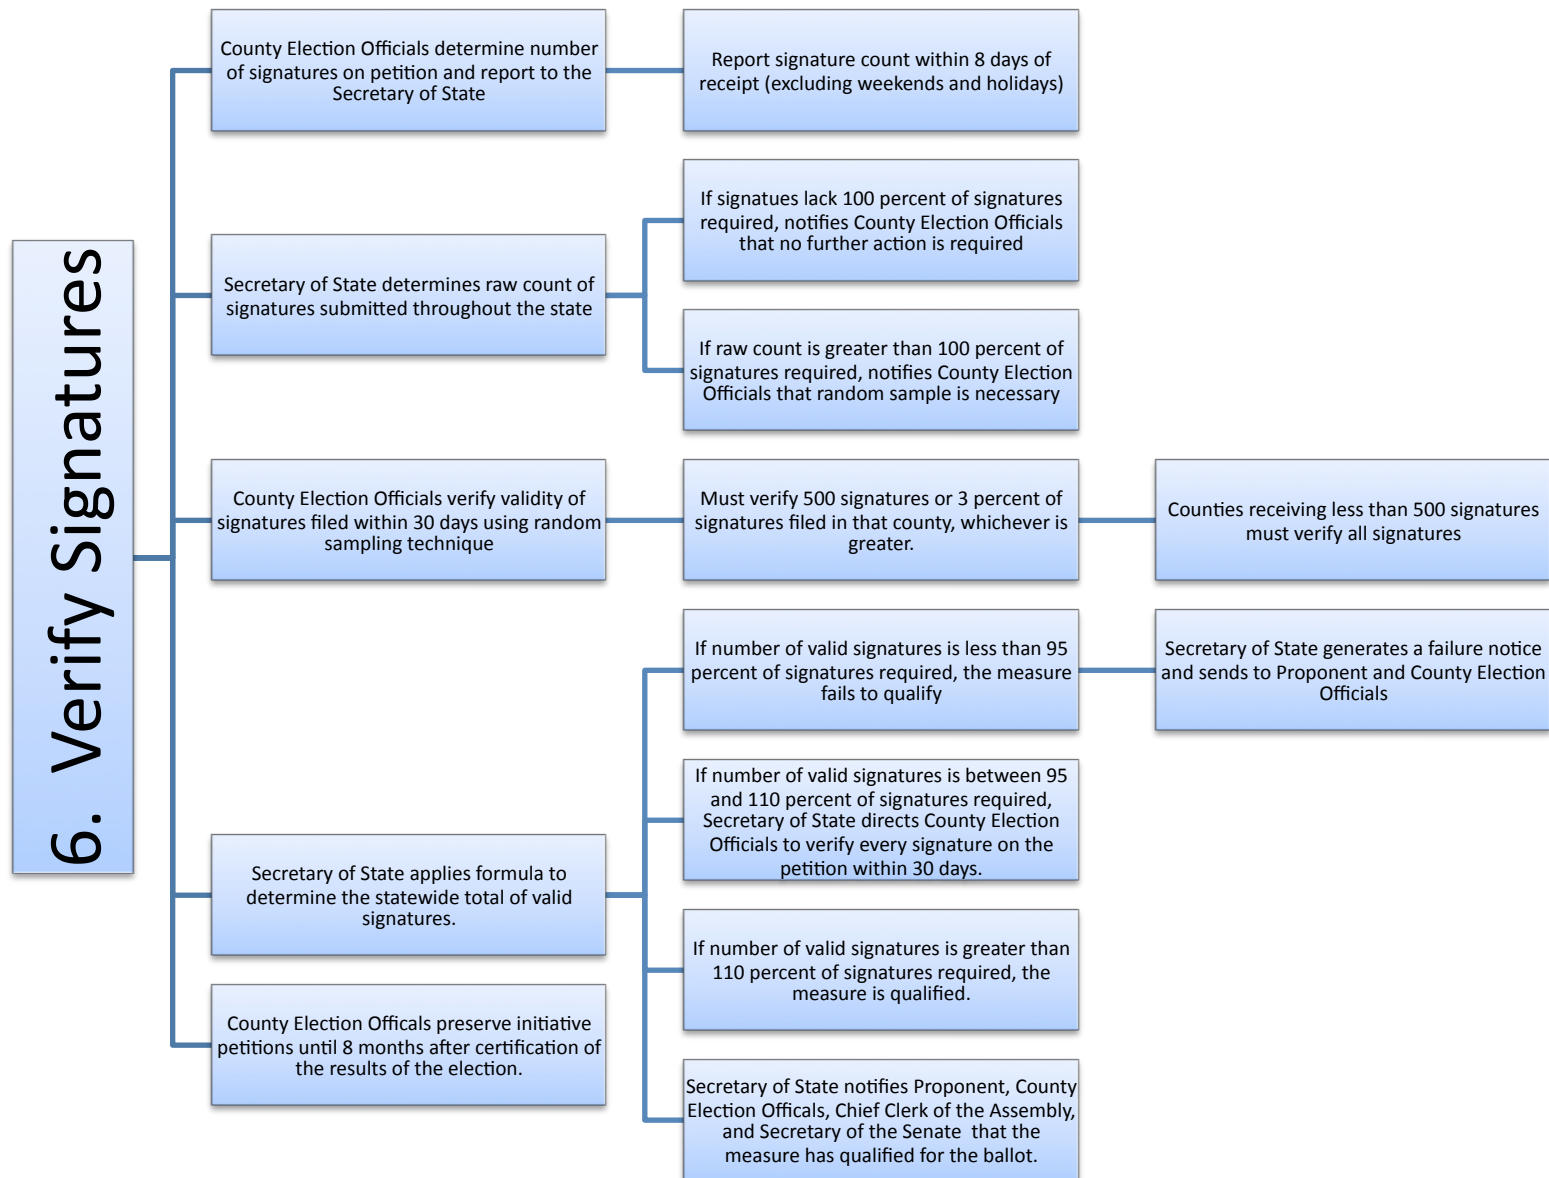 6. Verify Signatures
County Election Officials determine number
of signatures on petition and report to the
Secretary of State
Report signature count within 8 days of
receipt (excluding weekends and holidays)
Secretary of State determines raw count of
signatures submitted throughout the state
If signatues lack 100 percent of signatures
required, notifies County Election Officials
that no further action is required
If raw count is greater than 100 percent of
signatures required, notifies County Election
Officials that random sample is necessary
County Election Officials verify validity of
signatures filed within 30 days using random
sampling technique
Must verify 500 signatures or 3 percent of
signatures filed in that county, whichever is
greater.
Counties receiving less than 500 signatures
must verify all signatures
Secretary of State applies formula to
determine the statewide total of valid
signatures.
If number of valid signatures is less than 95
percent of signatures required, the measure
fails to qualify
Secretary of State generates a failure notice
and sends to Proponent and County Election
Officials
If number of valid signatures is between 95
and 110 percent of signatures required,
Secretary of State directs County Election
Officials to verify every signature on the
petition within 30 days.
If number of valid signatures is greater than
110 percent of signatures required, the
measure is qualified.
Secretary of State notifies Proponent, County
Election Officals, Chief Clerk of the Assembly,
and Secretary of the Senate that the
measure has qualified for the ballot.
County Election Officals preserve initiative
petitions until 8 months after certification of
the results of the election.